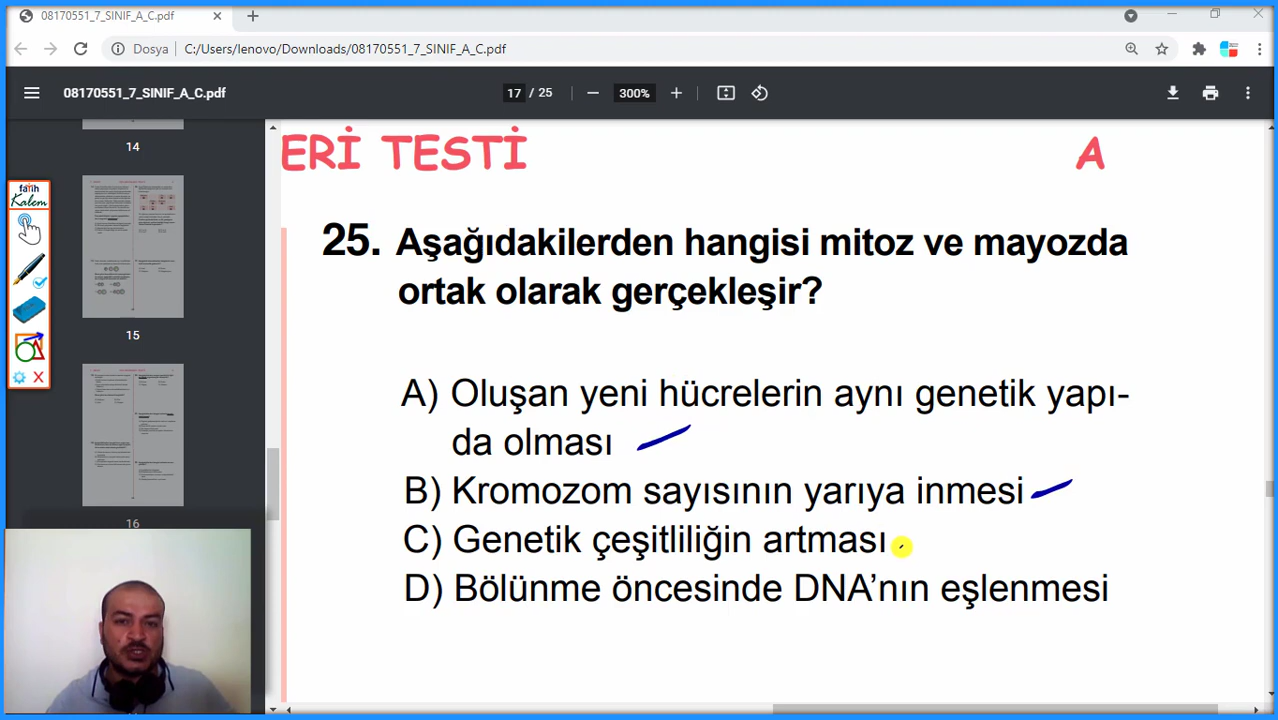 08170551_7_SINIF_A_C.pdf
Dosya
C:/Users/lenovo/Downloads/08170551_7_SINIF_A_C.pdf
08170551_7_SINIF_A_C.pdf
17 / 25
300%
14
15
16
fatih
Kalem
ERİ TESTİ
A
25. Aşağıdakilerden hangisi mitoz ve mayozda
ortak olarak gerçekleşir?
A) Oluşan yeni hücrelerin aynı genetik yapı-
da olması
B) Kromozom sayısının yarıya inmesi
C) Genetik çeşitliliğin artması
D) Bölünme öncesinde DNA’nın eşlenmesi